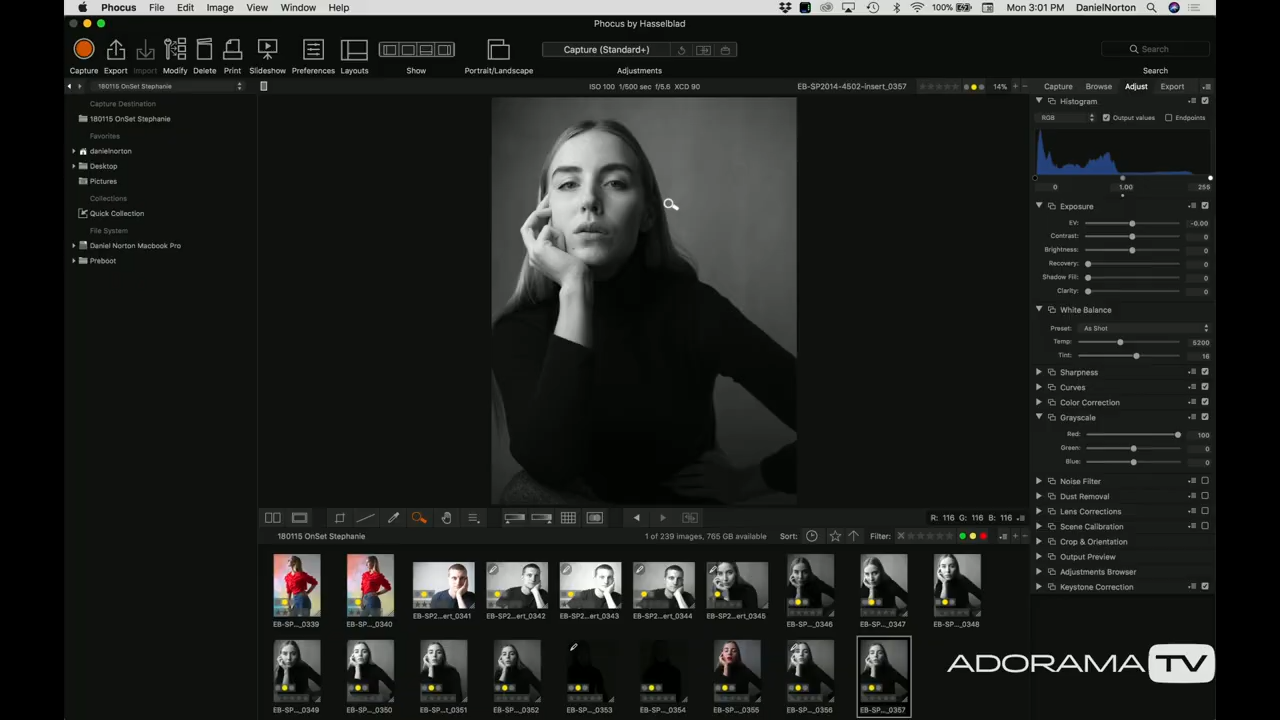 Phocus File Edit Image View Window Help 100% Mon 3:01 PM DanielNorton
Phocus by Hasselblad
Capture (Standard+) Search
Capture Export Import Modify Delete Print Slideshow Preferences Layouts Show Portrait/Landscape Adjustments Search
180115 OnSet Stephanie ISO 100 1/500 sec f/5.6 XCD 90 EB-SP2014-4502-insert_0357 14% + − Capture Browse Adjust Export
Capture Destination
180115 OnSet Stephanie
Favorites
danielnorton
Desktop
Pictures
Collections
Quick Collection
File System
Daniel Norton Macbook Pro
Preboot
Histogram
RGB Output values Endpoints
0 1.00 255
Exposure
EV: -0.00
Contrast: 0
Brightness: 0
Recovery: 0
Shadow Fill: 0
Clarity: 0
White Balance
Preset: As Shot
Temp: 5200
Tint: 16
Sharpness
Curves
Color Correction
Grayscale
Red: 100
Green: 0
Blue: 0
Noise Filter
Dust Removal
Lens Corrections
Scene Calibration
Crop & Orientation
Output Preview
Adjustments Browser
Keystone Correction
R: 116 G: 116 B: 116
180115 OnSet Stephanie 1 of 239 images, 765 GB available Sort: Filter: + −
EB-SP..._0339 EB-SP..._0340 EB-SP2...ert_0341 EB-SP2...ert_0342 EB-SP2...ert_0343 EB-SP2...ert_0344 EB-SP2...ert_0345 EB-SP..._0346 EB-SP..._0347 EB-SP..._0348
EB-SP..._0349 EB-SP..._0350 EB-SP...t_0351 EB-SP..._0352 EB-SP..._0353 EB-SP..._0354 EB-SP..._0355 EB-SP..._0356 EB-SP..._0357
ADORAMA TV